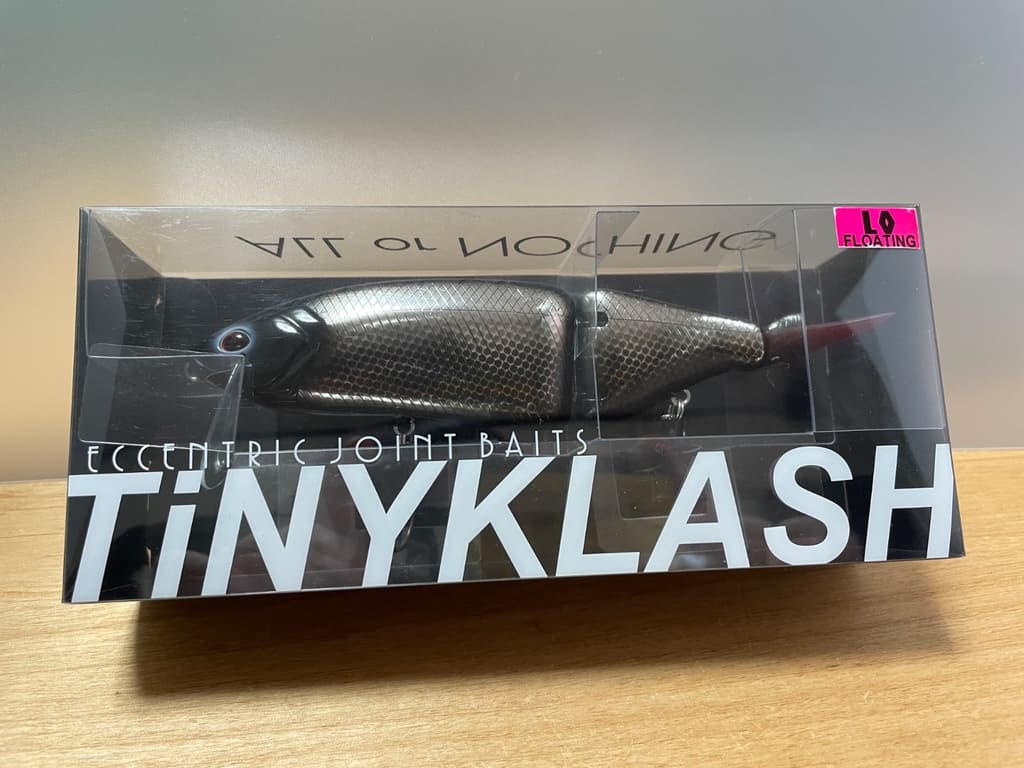 ALL or NOTHING
LO
FLOATING
ECCENTRIC JOINT BAITS
TiNYKLASH